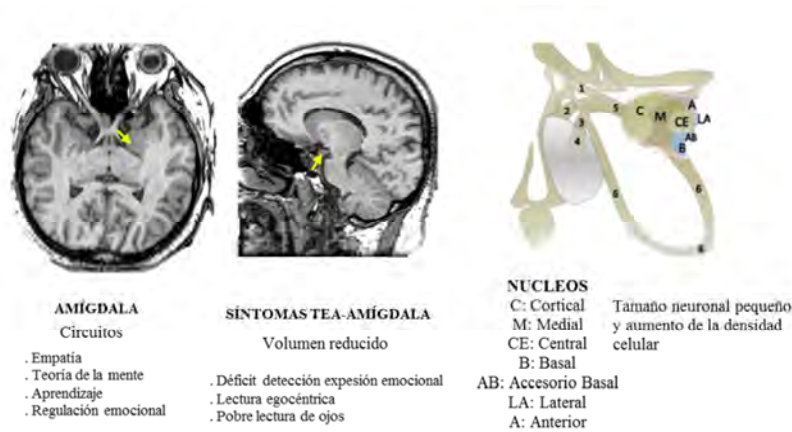 1
2
3
4
5
6
6
6
C
M
A
CE
LA
AB
B
AMÍGDALA
Circuitos
. Empatía
. Teoría de la mente
. Aprendizaje
. Regulación emocional
SÍNTOMAS TEA-AMÍGDALA
Volumen reducido
. Déficit detección expesión emocional
. Lectura egocéntrica
. Pobre lectura de ojos
NUCLEOS
C: Cortical
M: Medial
CE: Central
B: Basal
AB: Accesorio Basal
LA: Lateral
A: Anterior
Tamaño neuronal pequeño
y aumento de la densidad
celular